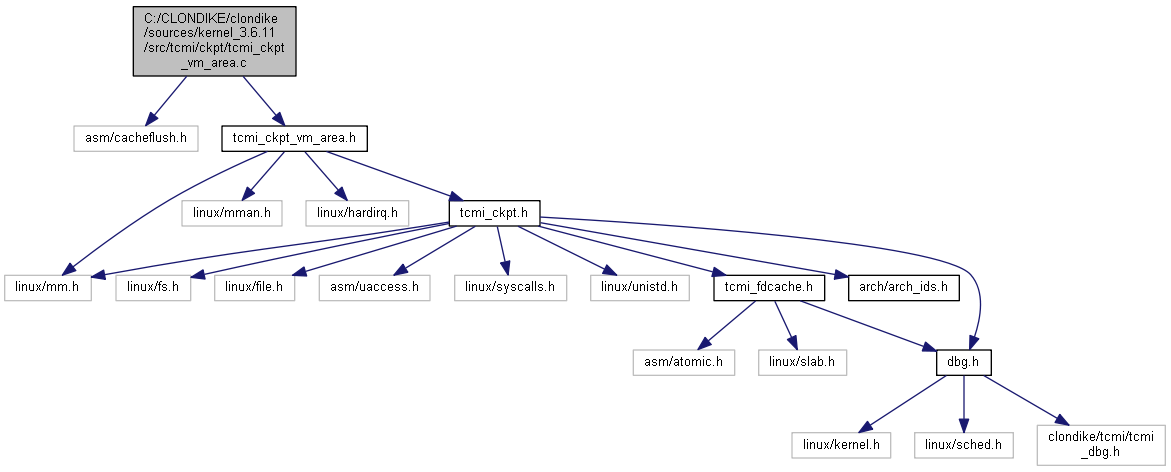 C:/CLONDIKE/clondike
/sources/kernel_3.6.11
/src/tcmi/ckpt/tcmi_ckpt
_vm_area.c
asm/cacheflush.h
tcmi_ckpt_vm_area.h
linux/mman.h
linux/hardirq.h
tcmi_ckpt.h
linux/mm.h
linux/fs.h
linux/file.h
asm/uaccess.h
linux/syscalls.h
linux/unistd.h
tcmi_fdcache.h
arch/arch_ids.h
asm/atomic.h
linux/slab.h
dbg.h
linux/kernel.h
linux/sched.h
clondike/tcmi/tcmi
_dbg.h